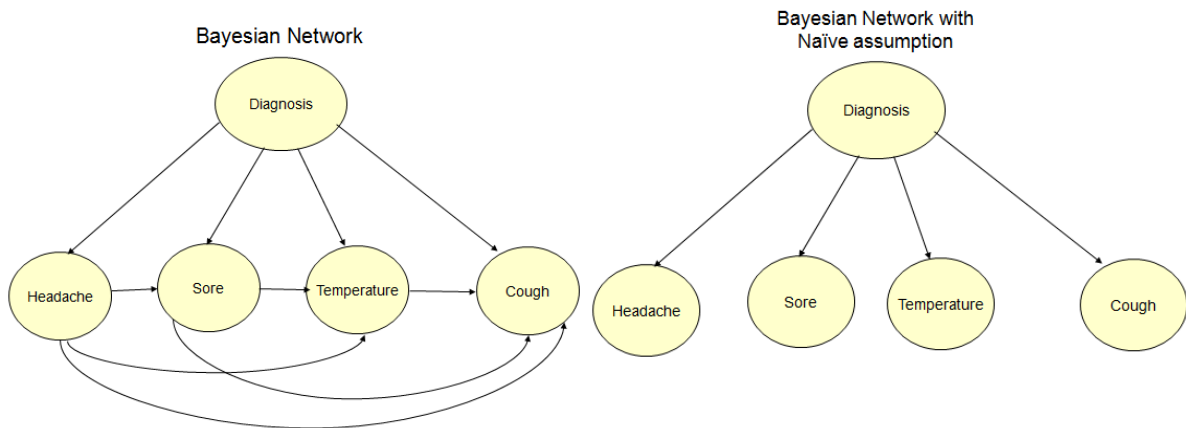 Bayesian Network
Diagnosis
Headache
Sore
Temperature
Cough
Bayesian Network with
Naïve assumption
Diagnosis
Headache
Sore
Temperature
Cough